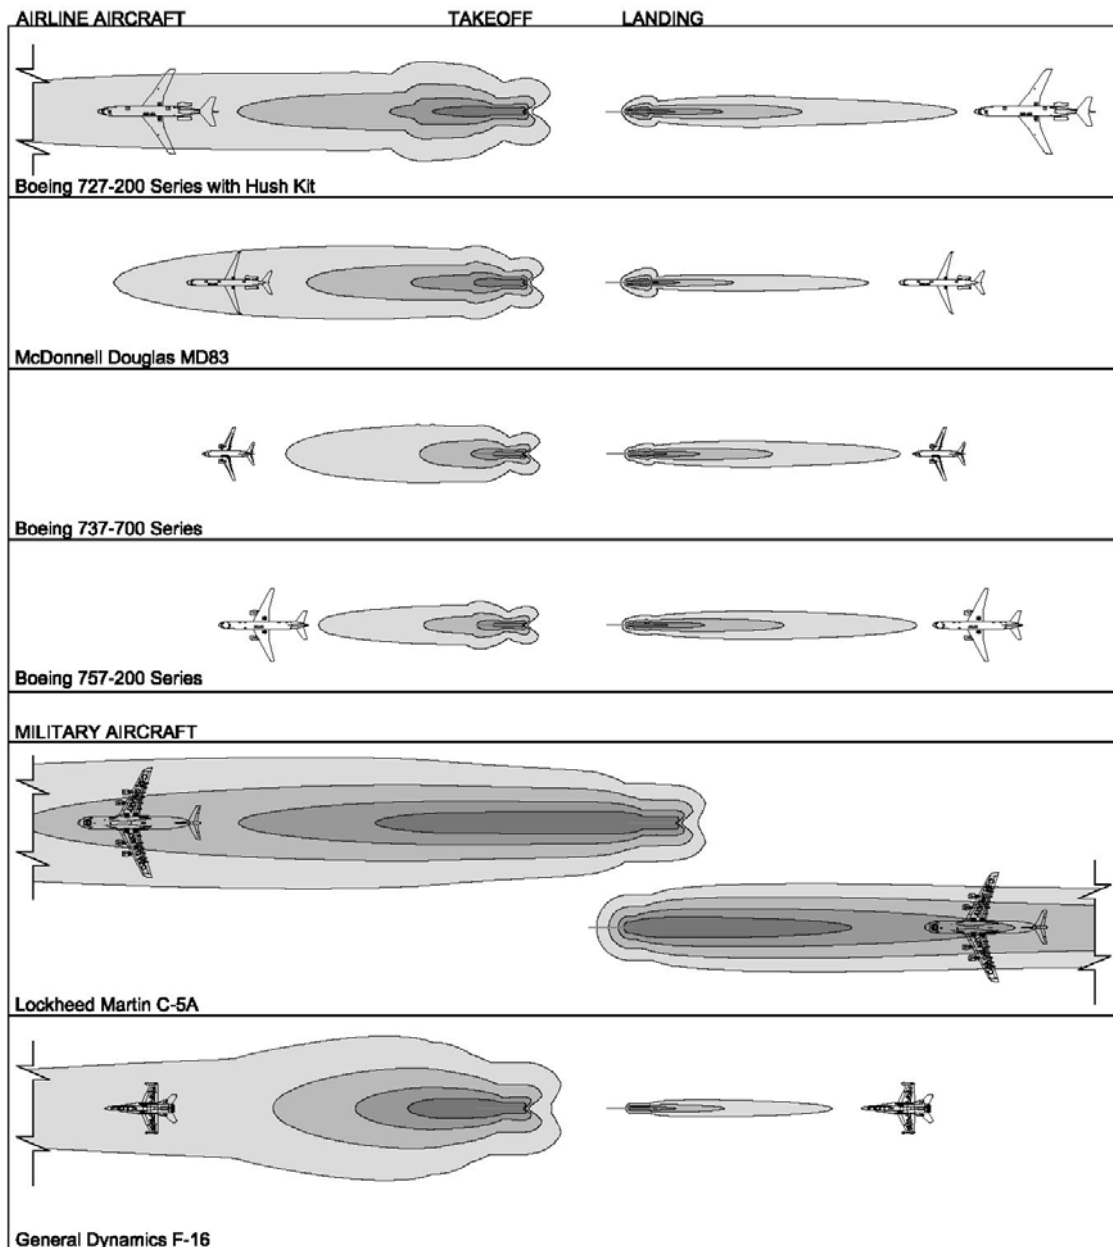 AIRLINE AIRCRAFT TAKEOFF LANDING
Boeing 727-200 Series with Hush Kit
McDonnell Douglas MD83
Boeing 737-700 Series
Boeing 757-200 Series
MILITARY AIRCRAFT
Lockheed Martin C-5A
General Dynamics F-16